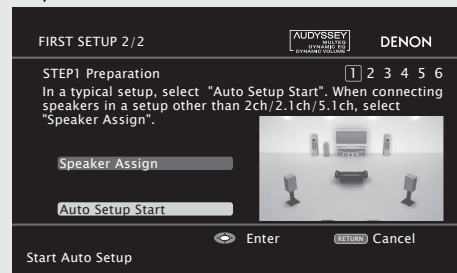 FIRST SETUP 2/2
AUDYSSEY
MULTEQ
DYNAMIC EQ
DYNAMIC VOLUME
DENON
STEP1 Preparation
1 2 3 4 5 6
In a typical setup, select "Auto Setup Start". When connecting
speakers in a setup other than 2ch/2.1ch/5.1ch, select
"Speaker Assign".
Speaker Assign
Auto Setup Start
Enter
RETURN Cancel
Start Auto Setup